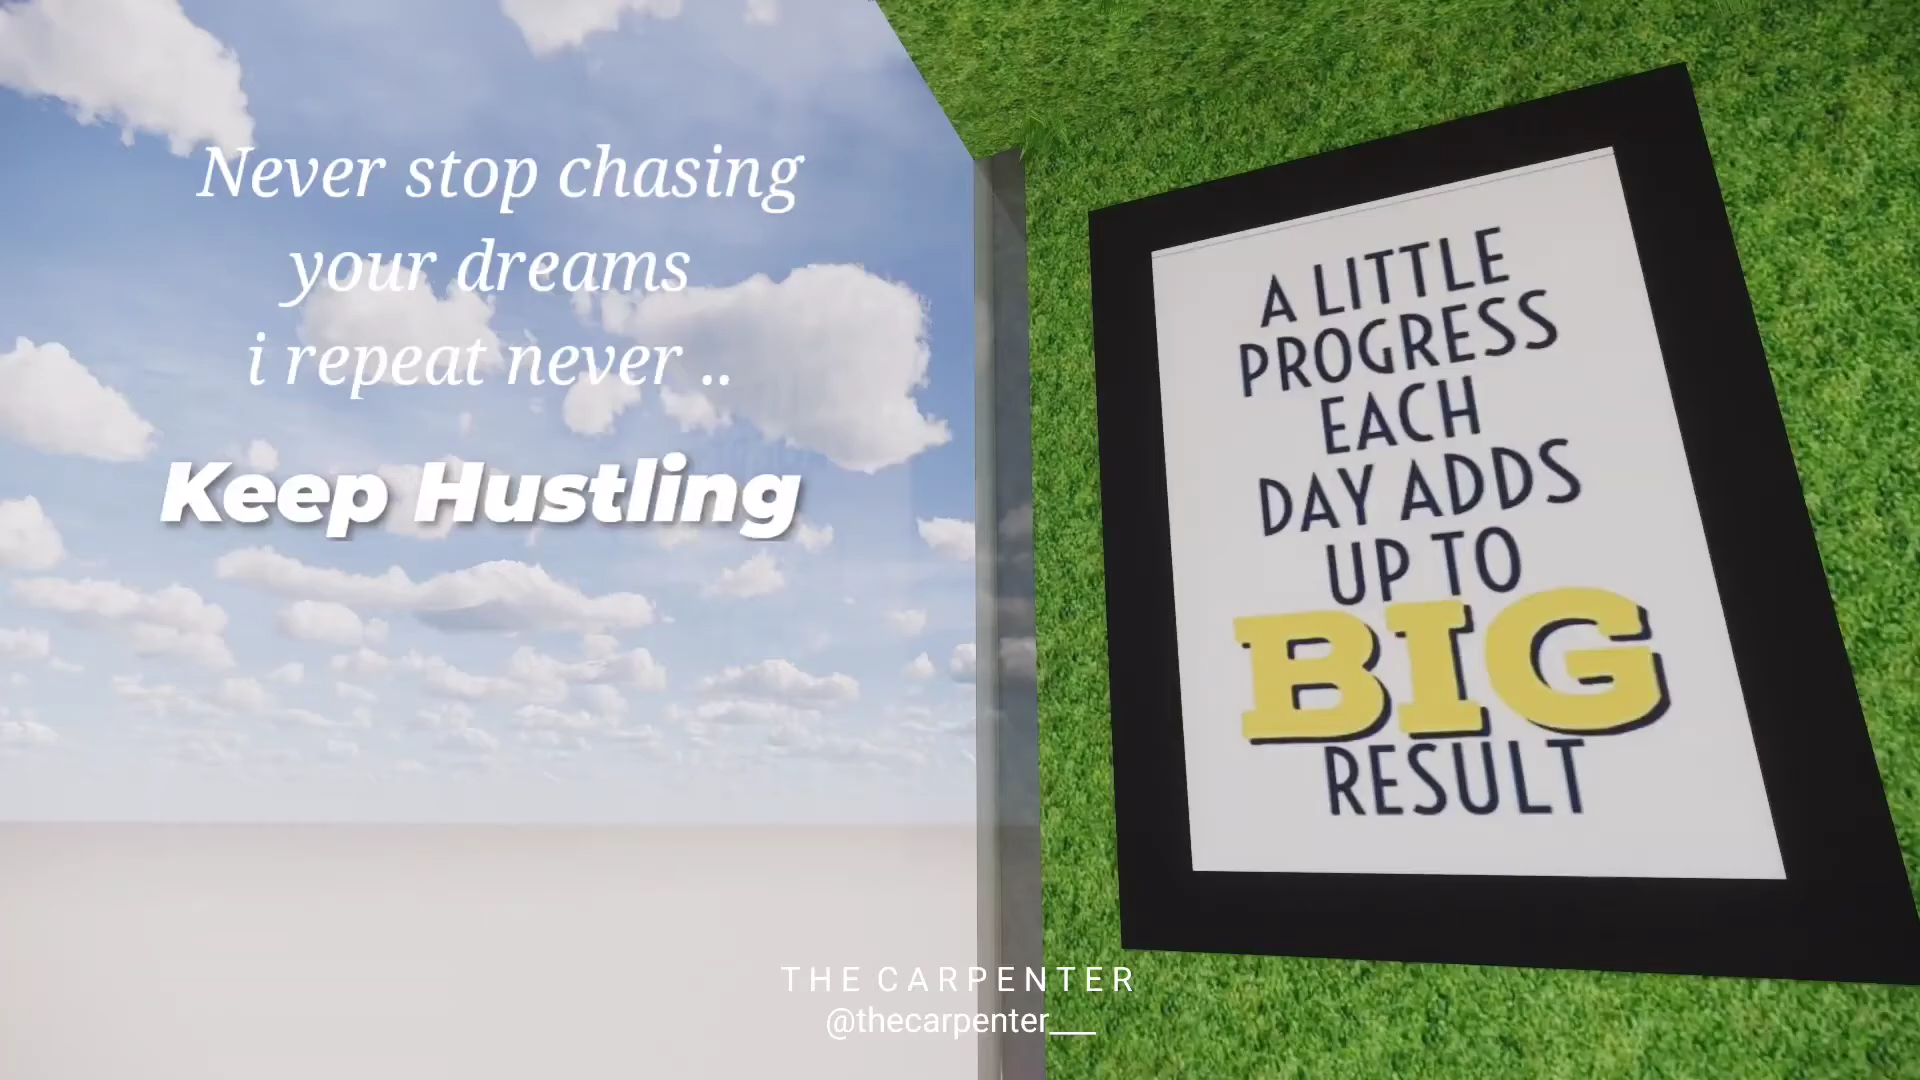 Never stop chasing
your dreams
i repeat never ..
Keep Hustling
A LITTLE
PROGRESS
EACH
DAY ADDS
UP TO
BIG
RESULT
THE CARPENTER
@thecarpenter___